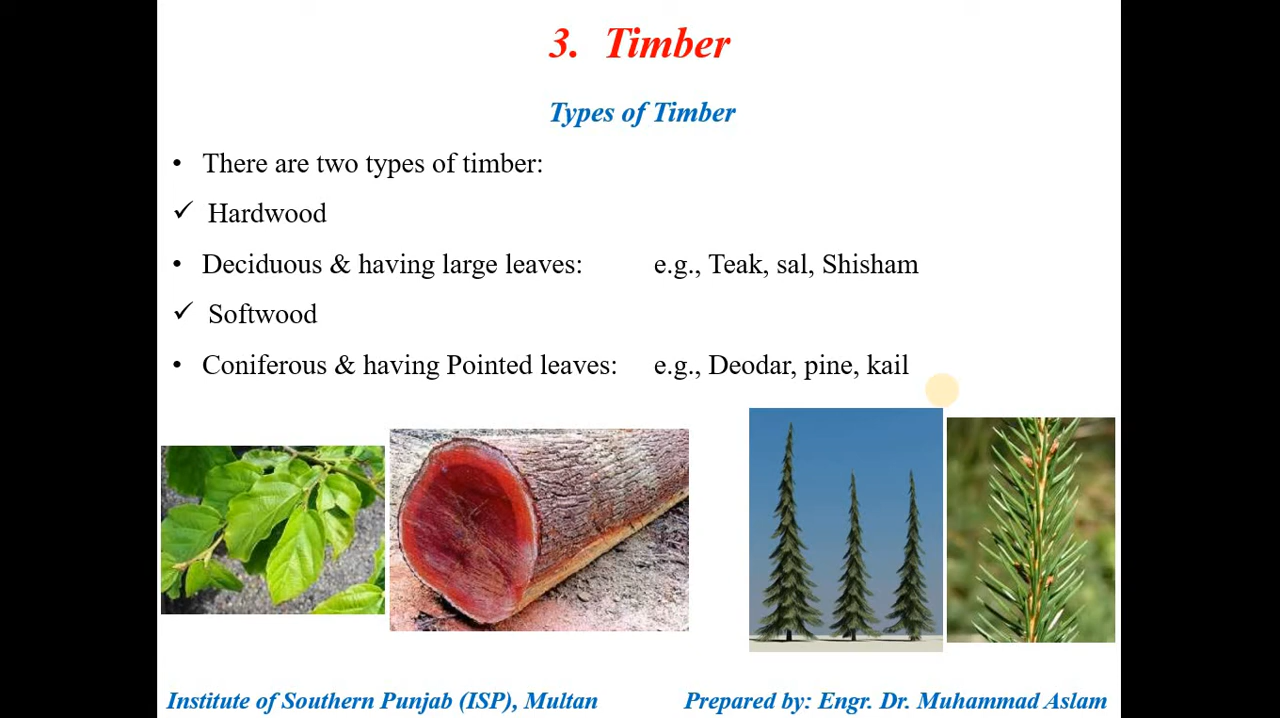 3. Timber
Types of Timber
• There are two types of timber:
✓ Hardwood
• Deciduous & having large leaves: e.g., Teak, sal, Shisham
✓ Softwood
• Coniferous & having Pointed leaves: e.g., Deodar, pine, kail
Institute of Southern Punjab (ISP), Multan Prepared by: Engr. Dr. Muhammad Aslam